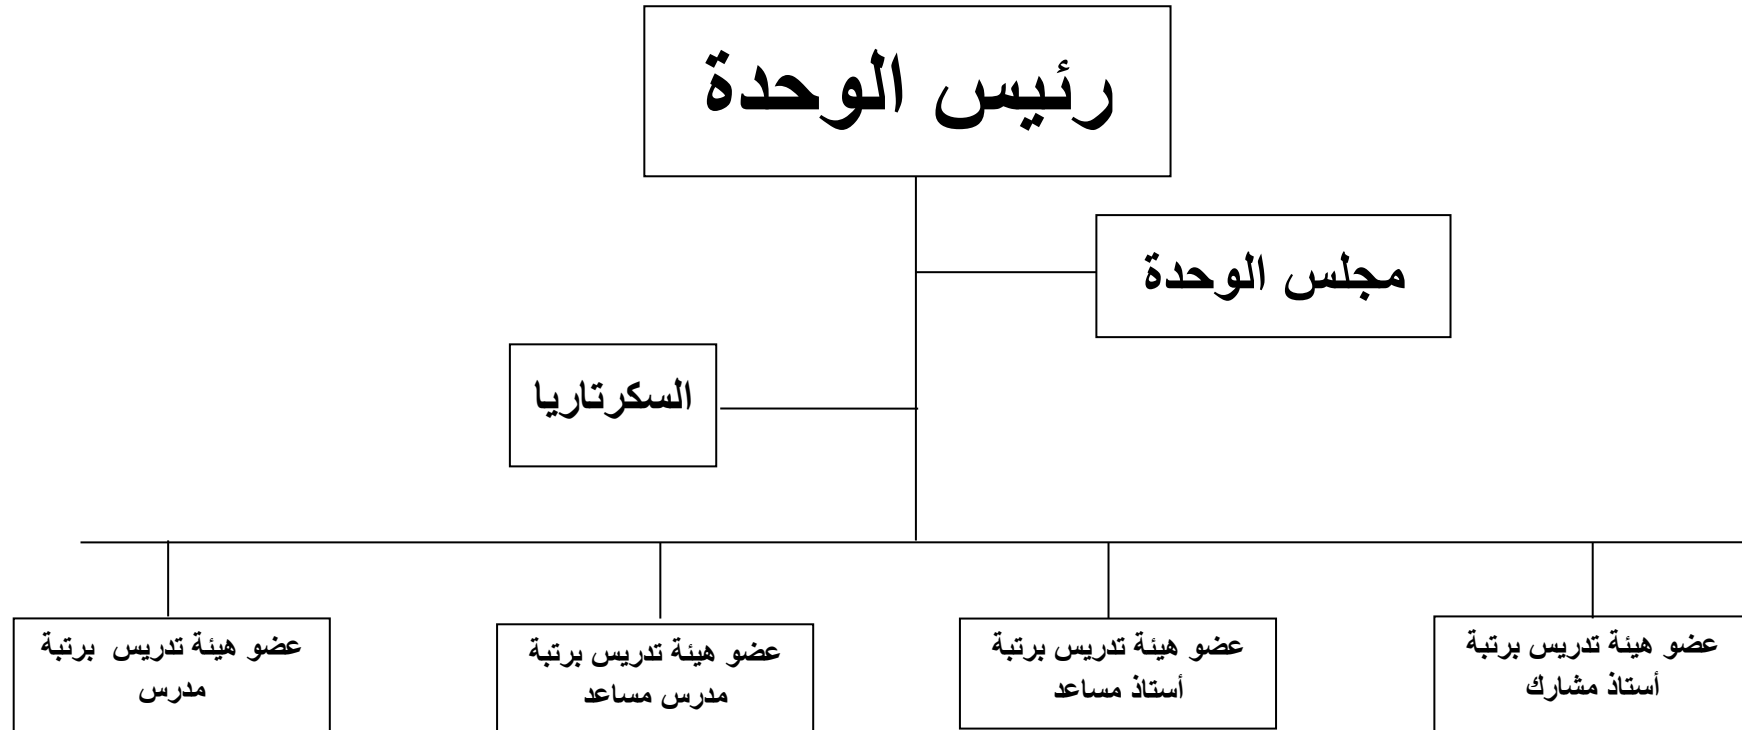 رئيس الوحدة
مجلس الوحدة
السكرتاريا
عضو هيئة تدريس برتبة
أستاذ مشارك
عضو هيئة تدريس برتبة
أستاذ مساعد
عضو هيئة تدريس برتبة
مدرس مساعد
عضو هيئة تدريس برتبة
مدرس